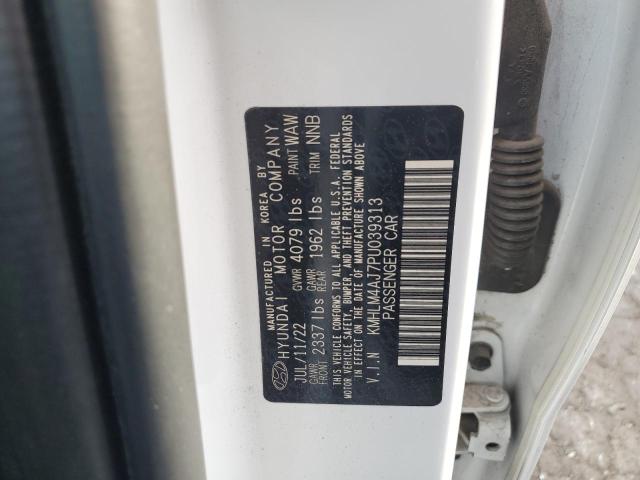 MANUFACTURED IN KOREA BY
HYUNDAI MOTOR COMPANY
JUL/11/22 GVWR 4079 lbs PAINT WAW
GAWR FRONT 2337 lbs GAWR REAR 1962 lbs TRIM NNB
THIS VEHICLE CONFORMS TO ALL APPLICABLE U.S.A. FEDERAL
MOTOR VEHICLE SAFETY, BUMPER, AND THEFT PREVENTION STANDARDS
IN EFFECT ON THE DATE OF MANUFACTURE SHOWN ABOVE
V.I.N KMHLM4AJ7PU039313
PASSENGER CAR